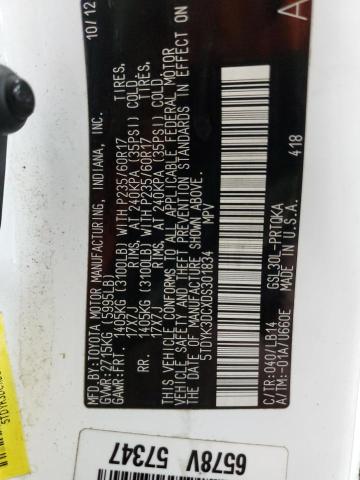 10/12
MFD.BY:TOYOTA MOTOR MANUFACTURING, INDIANA, INC.
GVWR:2715KG (5995LB)
GAWR:FRT. 1405KG (3100LB) WITH P235/60R17 TIRES,
17X7J RIMS, AT 240KPA (35PSI) COLD
RR. 1405KG (3100LB) WITH P235/60R17 TIRES,
17X7J RIMS, AT 240KPA (35PSI) COLD
THIS VEHICLE CONFORMS TO ALL APPLICABLE FEDERAL MOTOR
VEHICLE SAFETY AND THEFT PREVENTION STANDARDS IN EFFECT ON
THE DATE OF MANUFACTURE SHOWN ABOVE.
5TDYK3DCXDS301834 MPV
A
418
C/TR:040/LB14 GSL30L-PRTQKA
A/TM:-01A/U660E MADE IN U.S.A.
6578V
57347